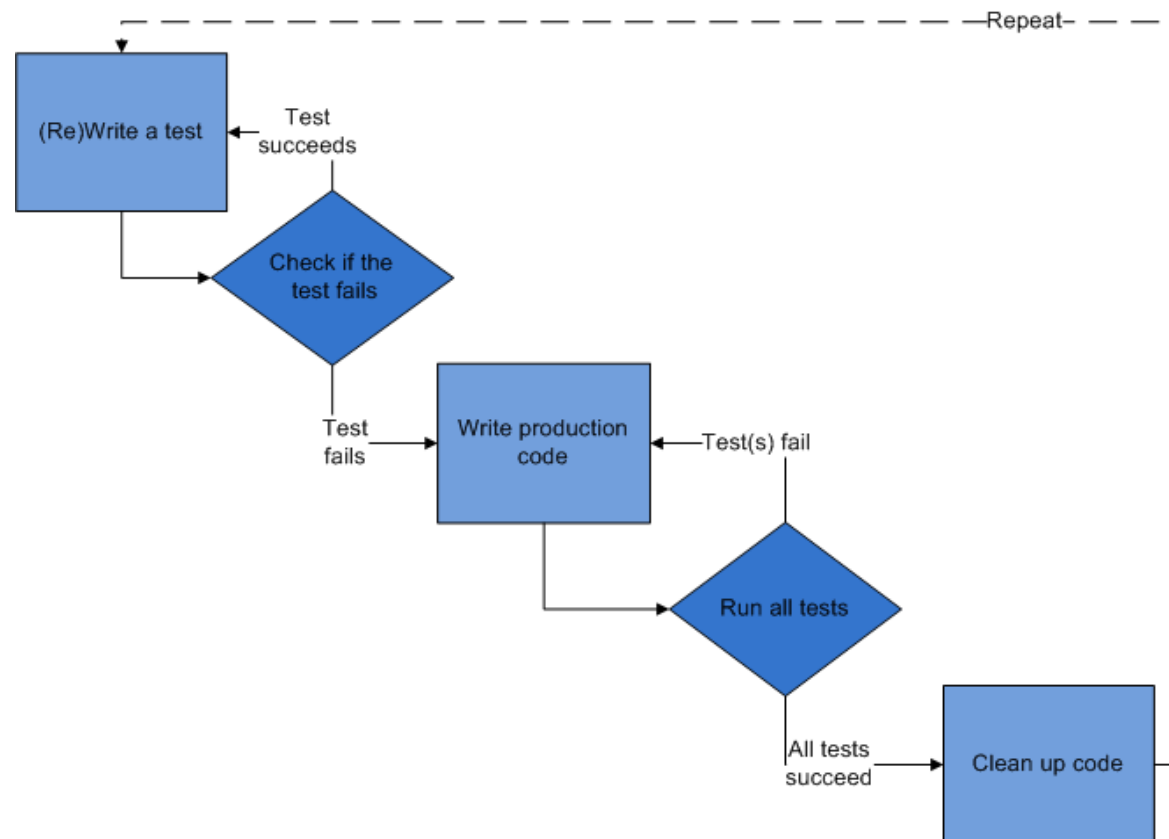 Repeat
(Re)Write a test
Test
succeeds
Check if the
test fails
Test
fails
Write production
code
Test(s) fail
Run all tests
All tests
succeed
Clean up code